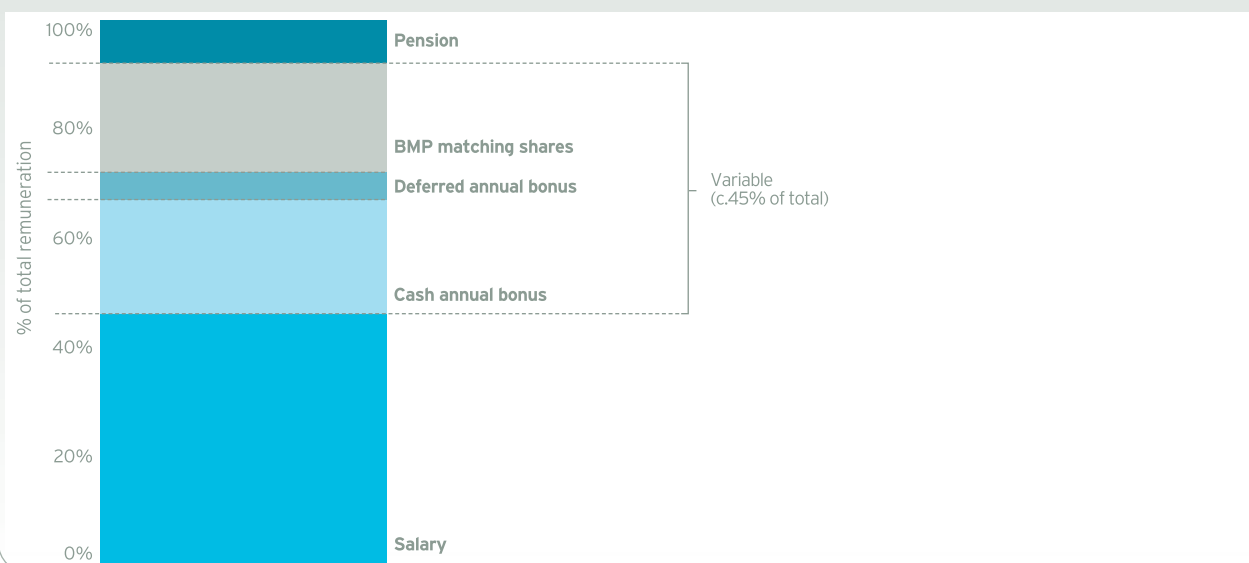 100%
Pension
80%
BMP matching shares
Deferred annual bonus
Variable
(c.45% of total)
60%
Cash annual bonus
% of total remuneration
40%
20%
Salary
0%